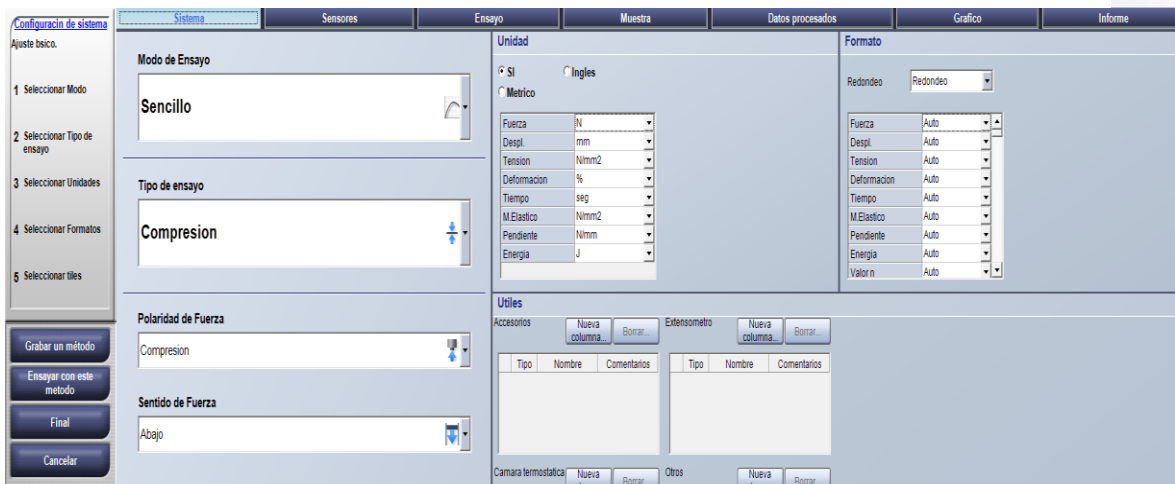 Configuracin de sistema
Ajuste bsico.
1 Seleccionar Modo
2 Seleccionar Tipo de
ensayo
3 Seleccionar Unidades
4 Seleccionar Formatos
5 Seleccionar tiles
Grabar un método
Ensayar con este
metodo
Final
Cancelar
Sistema
Sensores
Ensayo
Muestra
Datos procesados
Grafico
Informe
Modo de Ensayo
Sencillo
Tipo de ensayo
Compresion
Polaridad de Fuerza
Compresion
Sentido de Fuerza
Abajo
Unidad
SI Ingles
Metrico
Fuerza N
Despl. mm
Tension N/mm2
Deformacion %
Tiempo seg
M.Elastico N/mm2
Pendiente N/mm
Energia J
Formato
Redondeo Redondeo
Fuerza Auto
Despl. Auto
Tension Auto
Deformacion Auto
Tiempo Auto
M.Elastico Auto
Pendiente Auto
Energia Auto
Valor n Auto
Utiles
Accesorios
Nueva
columna...
Borrar...
Tipo Nombre Comentarios
Extensometro
Nueva
columna...
Borrar...
Tipo Nombre Comentarios
Camara termostatica
Nueva
Borrar
Otros
Nueva
Borrar